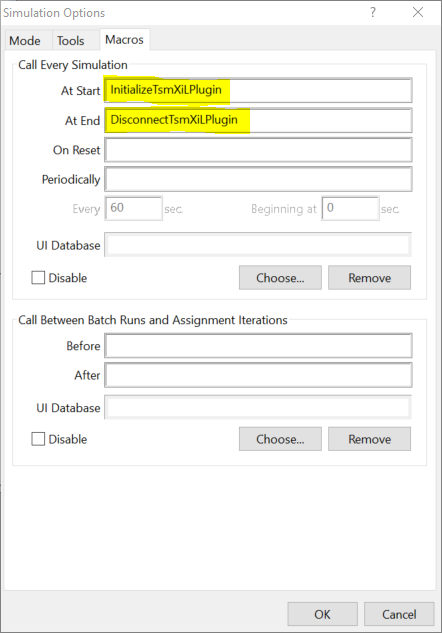 Simulation Options
?
Mode Tools Macros
Call Every Simulation
At Start InitializeTsmXiLPlugin
At End DisconnectTsmXiLPlugin
On Reset
Periodically
Every 60 sec. Beginning at 0 sec.
UI Database
Disable Choose... Remove
Call Between Batch Runs and Assignment Iterations
Before
After
UI Database
Disable Choose... Remove
OK Cancel